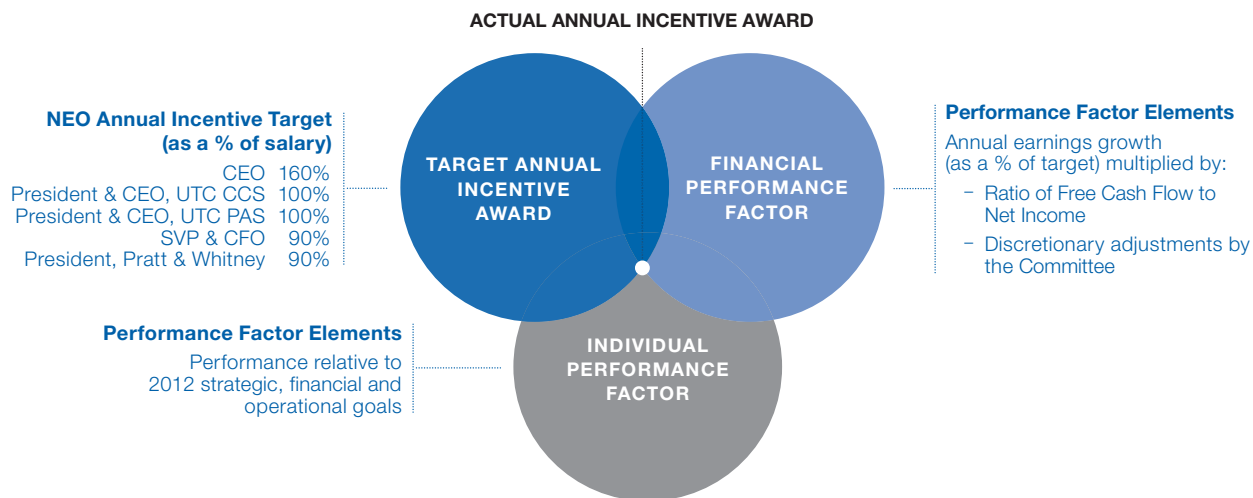 ACTUAL ANNUAL INCENTIVE AWARD
NEO Annual Incentive Target
(as a % of salary)
CEO 160%
President & CEO, UTC CCS 100%
President & CEO, UTC PAS 100%
SVP & CFO 90%
President, Pratt & Whitney 90%
TARGET ANNUAL
INCENTIVE
AWARD
FINANCIAL
PERFORMANCE
FACTOR
Performance Factor Elements
Annual earnings growth
(as a % of target) multiplied by:
– Ratio of Free Cash Flow to
Net Income
– Discretionary adjustments by
the Committee
Performance Factor Elements
Performance relative to
2012 strategic, financial and
operational goals
INDIVIDUAL
PERFORMANCE
FACTOR